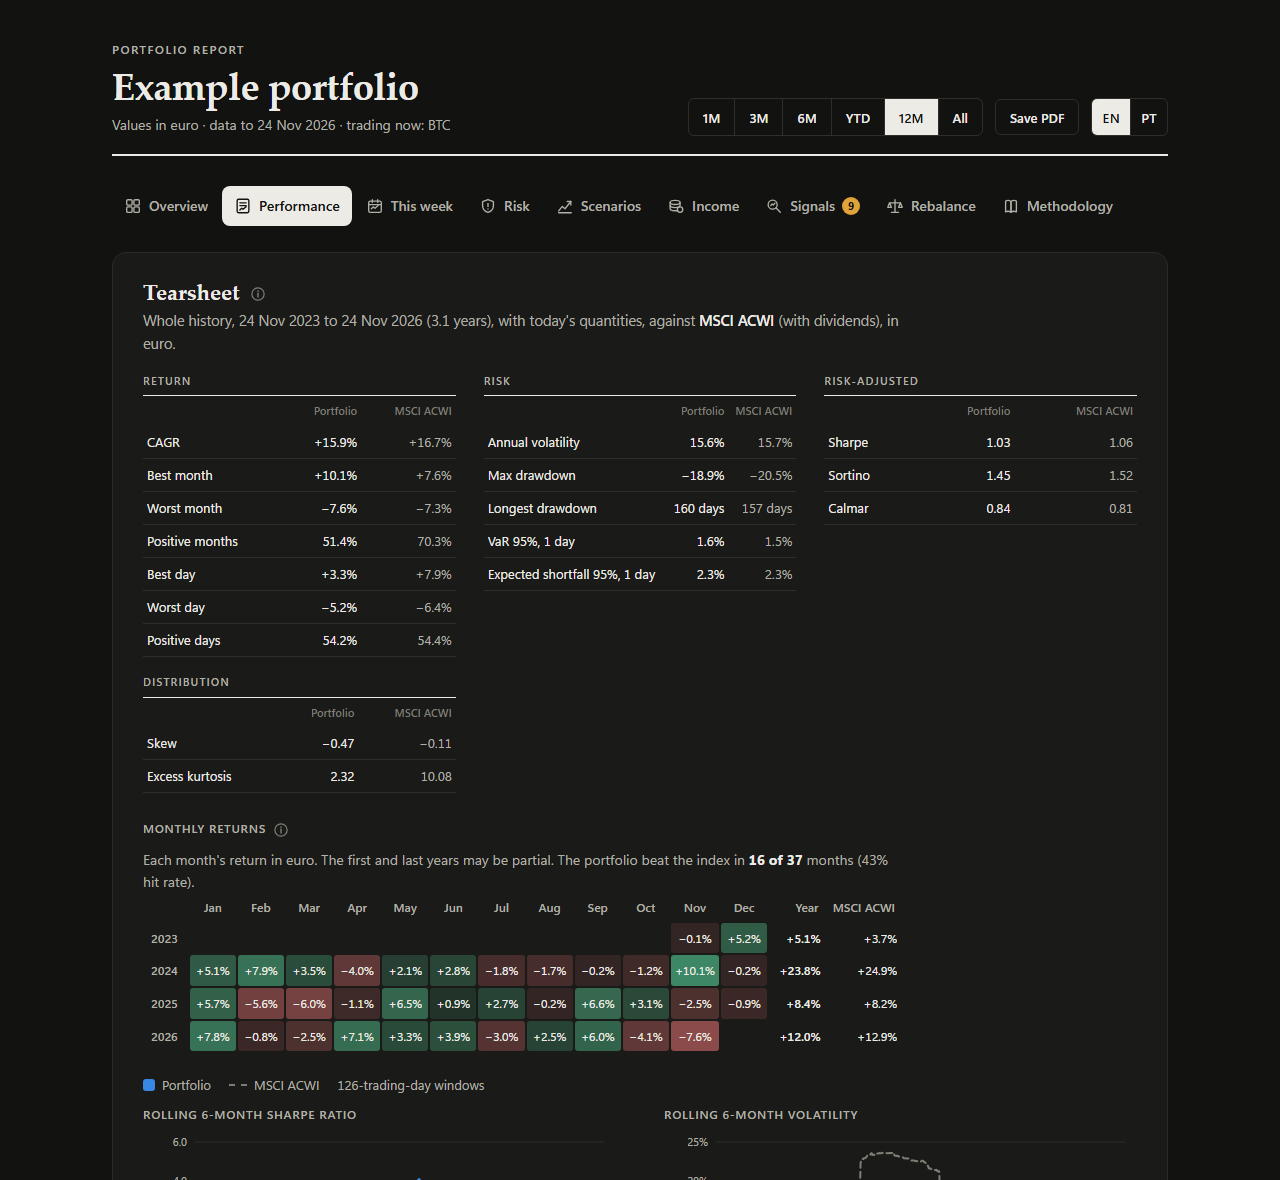 PORTFOLIO REPORT
Example portfolio
Values in euro · data to 24 Nov 2026 · trading now: BTC
1M 3M 6M YTD 12M All Save PDF EN PT
Overview Performance This week Risk Scenarios Income Signals 9 Rebalance Methodology
Tearsheet
Whole history, 24 Nov 2023 to 24 Nov 2026 (3.1 years), with today's quantities, against MSCI ACWI (with dividends), in
euro.
RETURN
Portfolio MSCI ACWI
CAGR +15.9% +16.7%
Best month +10.1% +7.6%
Worst month −7.6% −7.3%
Positive months 51.4% 70.3%
Best day +3.3% +7.9%
Worst day −5.2% −6.4%
Positive days 54.2% 54.4%
RISK
Portfolio MSCI ACWI
Annual volatility 15.6% 15.7%
Max drawdown −18.9% −20.5%
Longest drawdown 160 days 157 days
VaR 95%, 1 day 1.6% 1.5%
Expected shortfall 95%, 1 day 2.3% 2.3%
RISK-ADJUSTED
Portfolio MSCI ACWI
Sharpe 1.03 1.06
Sortino 1.45 1.52
Calmar 0.84 0.81
DISTRIBUTION
Portfolio MSCI ACWI
Skew −0.47 −0.11
Excess kurtosis 2.32 10.08
MONTHLY RETURNS
Each month's return in euro. The first and last years may be partial. The portfolio beat the index in 16 of 37 months (43%
hit rate).
Jan Feb Mar Apr May Jun Jul Aug Sep Oct Nov Dec Year MSCI ACWI
2023 −0.1% +5.2% +5.1% +3.7%
2024 +5.1% +7.9% +3.5% −4.0% +2.1% +2.8% −1.8% −1.7% −0.2% −1.2% +10.1% −0.2% +23.8% +24.9%
2025 +5.7% −5.6% −6.0% −1.1% +6.5% +0.9% +2.7% −0.2% +6.6% +3.1% −2.5% −0.9% +8.4% +8.2%
2026 +7.8% −0.8% −2.5% +7.1% +3.3% +3.9% −3.0% +2.5% +6.0% −4.1% −7.6% +12.0% +12.9%
Portfolio MSCI ACWI 126-trading-day windows
ROLLING 6-MONTH SHARPE RATIO
6.0
ROLLING 6-MONTH VOLATILITY
25%